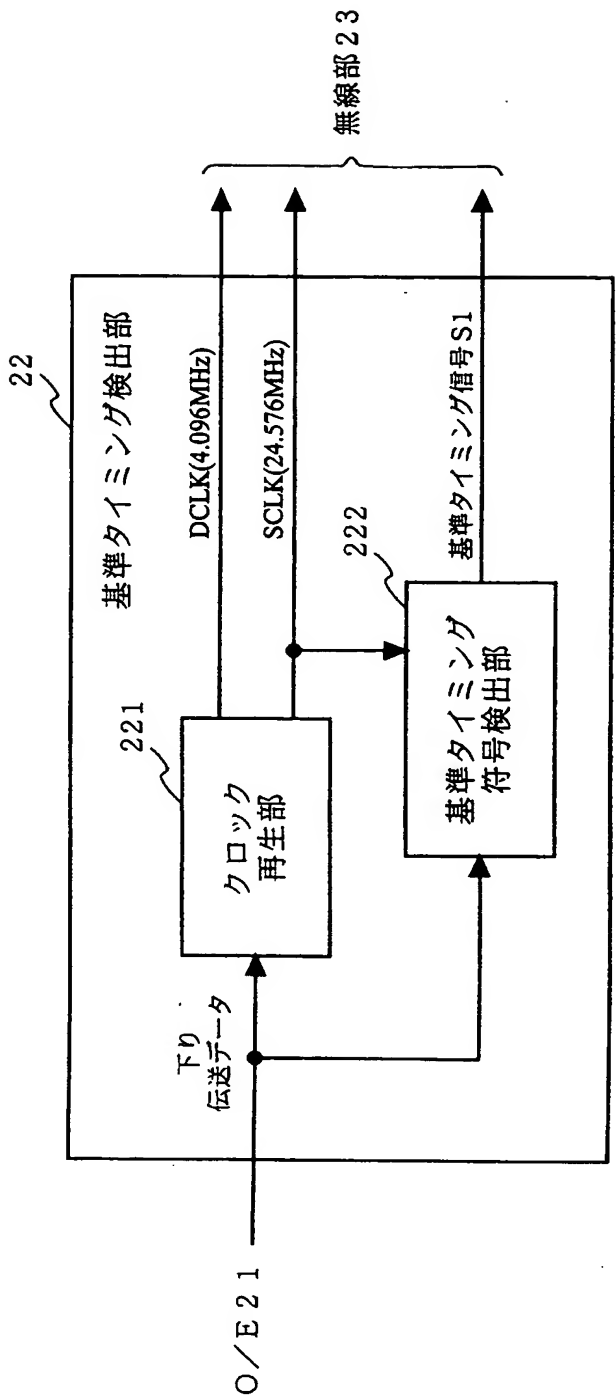 22
基準タイミング検出部
DCLK(4.096MHz)
SCLK(24.576MHz)
無線部23
221
クロック
再生部
下り
伝送データ
O/E21
222
基準タイミング
符号検出部
基準タイミング信号S1